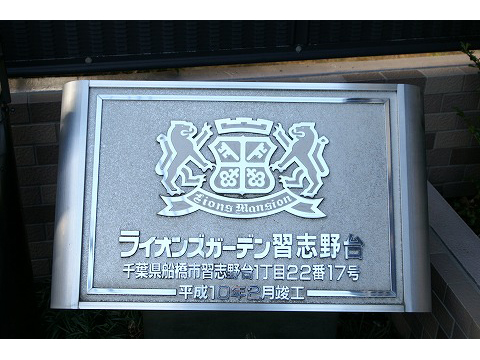 Lions Mansion
ライオンズガーデン習志野台
千葉県船橋市習志野台1丁目22番17号
平成10年2月竣工